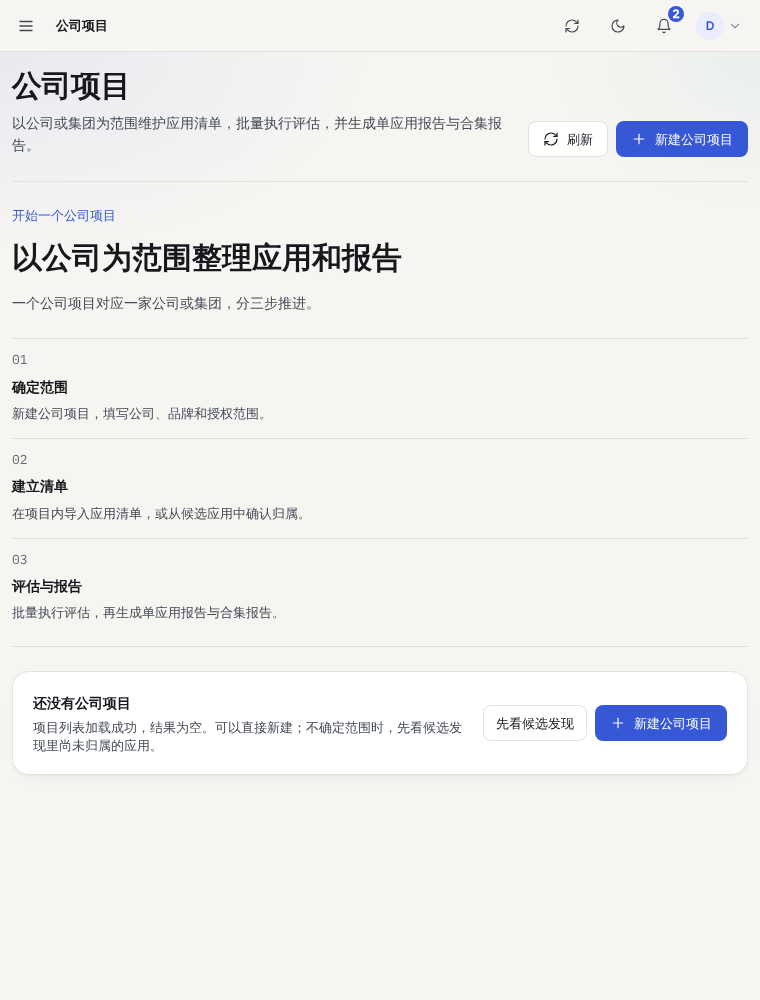 公司项目
2
D
公司项目
以公司或集团为范围维护应用清单，批量执行评估，并生成单应用报告与合集报
告。
刷新
新建公司项目
开始一个公司项目
以公司为范围整理应用和报告
一个公司项目对应一家公司或集团，分三步推进。
01
确定范围
新建公司项目，填写公司、品牌和授权范围。
02
建立清单
在项目内导入应用清单，或从候选应用中确认归属。
03
评估与报告
批量执行评估，再生成单应用报告与合集报告。
还没有公司项目
项目列表加载成功，结果为空。可以直接新建；不确定范围时，先看候选发
现里尚未归属的应用。
先看候选发现
新建公司项目